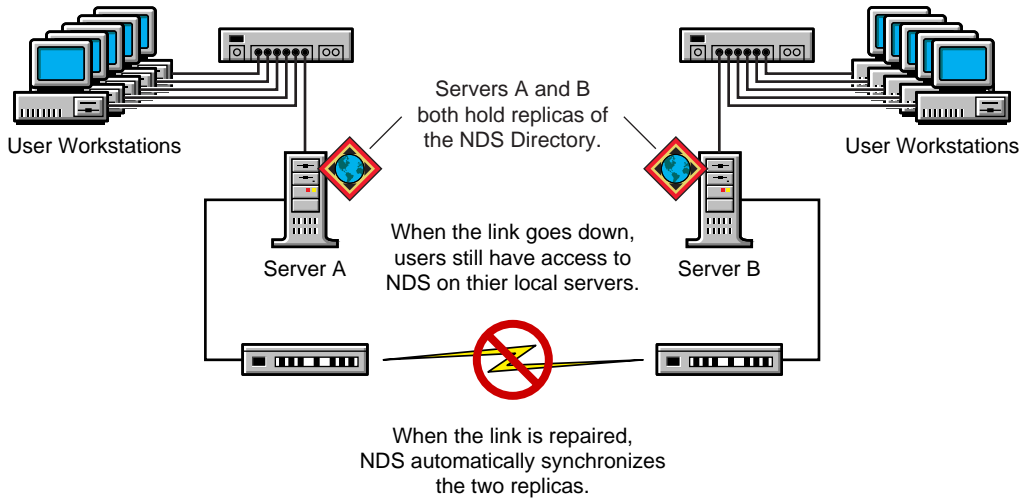 Servers A and B
both hold replicas of
the NDS Directory.
User Workstations
User Workstations
Server A
Server B
When the link goes down,
users still have access to
NDS on thier local servers.
When the link is repaired,
NDS automatically synchronizes
the two replicas.